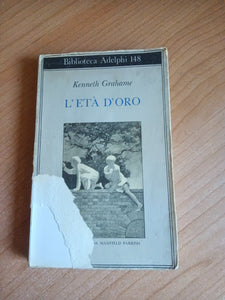 Biblioteca Adelphi 148
Kenneth Grahame
L'ETÀ D'ORO
MAXFIELD PARRISH